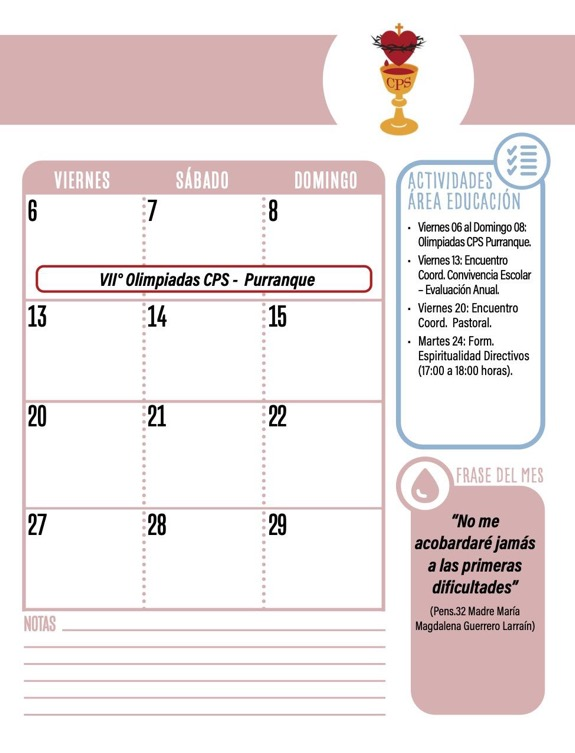 CPS
VIERNES SÁBADO DOMINGO
6 7 8
VII° Olimpiadas CPS - Purranque
13 14 15
20 21 22
27 28 29
NOTAS
ACTIVIDADES
ÁREA EDUCACIÓN
• Viernes 06 al Domingo 08:
Olimpiadas CPS Purranque.
• Viernes 13: Encuentro
Coord. Convivencia Escolar
– Evaluación Anual.
• Viernes 20: Encuentro
Coord. Pastoral.
• Martes 24: Form.
Espiritualidad Directivos
(17:00 a 18:00 horas).
FRASE DEL MES
“No me
acobardaré jamás
a las primeras
dificultades”
(Pens.32 Madre María
Magdalena Guerrero Larraín)